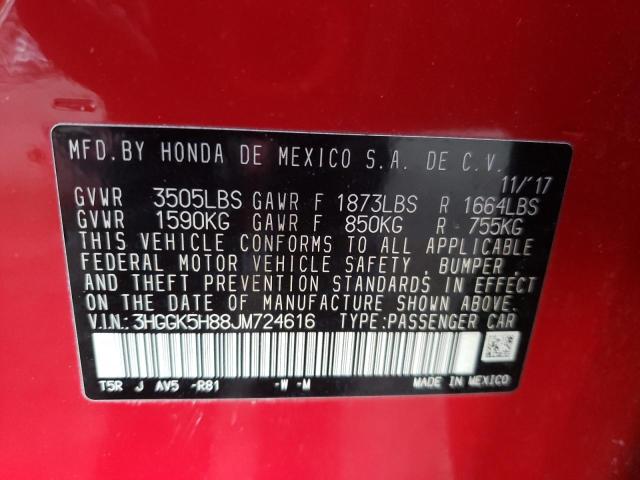 MFD. BY HONDA DE MEXICO S.A. DE C.V.
11/'17
GVWR 3505LBS GAWR F 1873LBS R 1664LBS
GVWR 1590KG GAWR F 850KG R 755KG
THIS VEHICLE CONFORMS TO ALL APPLICABLE
FEDERAL MOTOR VEHICLE SAFETY , BUMPER ,
AND THEFT PREVENTION STANDARDS IN EFFECT
ON THE DATE OF MANUFACTURE SHOWN ABOVE.
V.I.N.: 3HGGK5H88JM724616 TYPE: PASSENGER CAR
T5R J AV5 -R81 -W -M
MADE IN MEXICO